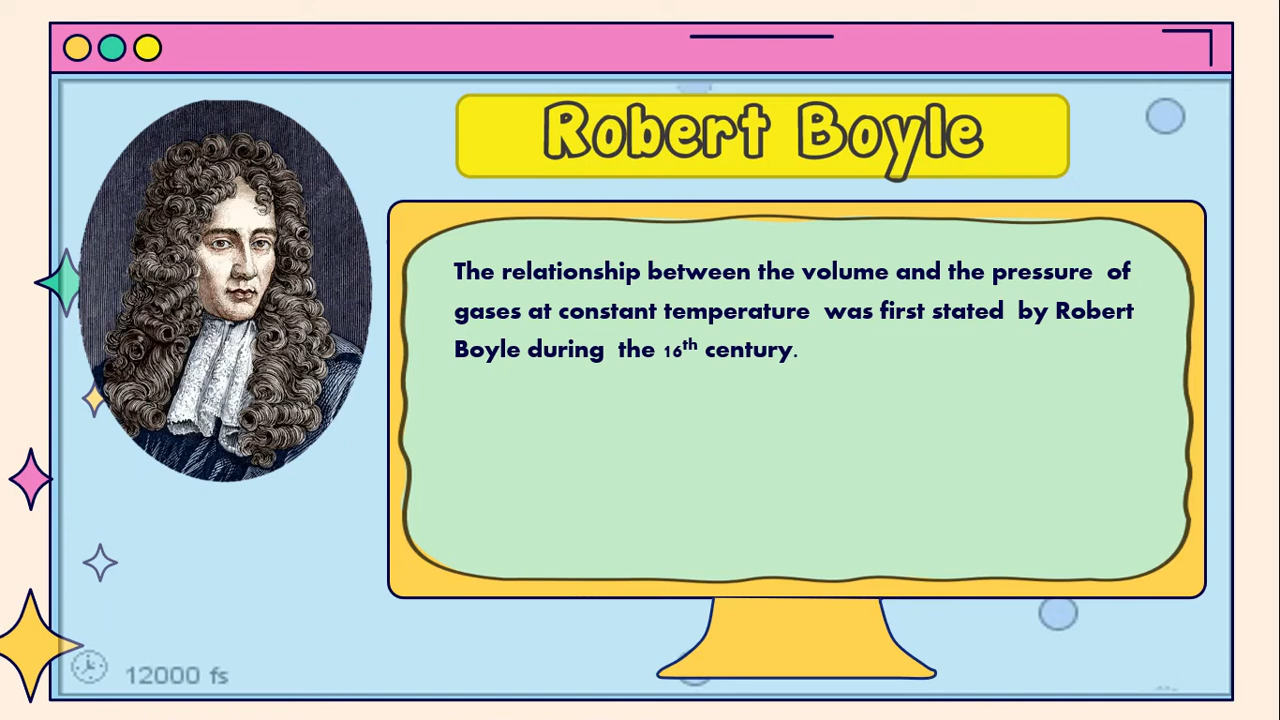 Robert Boyle
The relationship between the volume and the pressure of
gases at constant temperature was first stated by Robert
Boyle during the 16th century.
12000 fs